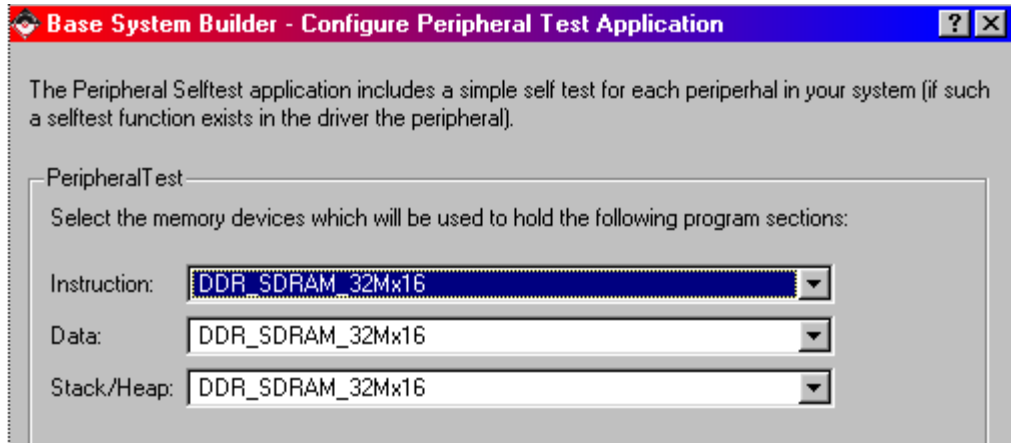 Base System Builder - Configure Peripheral Test Application
The Peripheral Selftest application includes a simple self test for each periperhal in your system (if such
a selftest function exists in the driver the peripheral).
PeripheralTest
Select the memory devices which will be used to hold the following program sections:
Instruction: DDR_SDRAM_32Mx16
Data: DDR_SDRAM_32Mx16
Stack/Heap: DDR_SDRAM_32Mx16